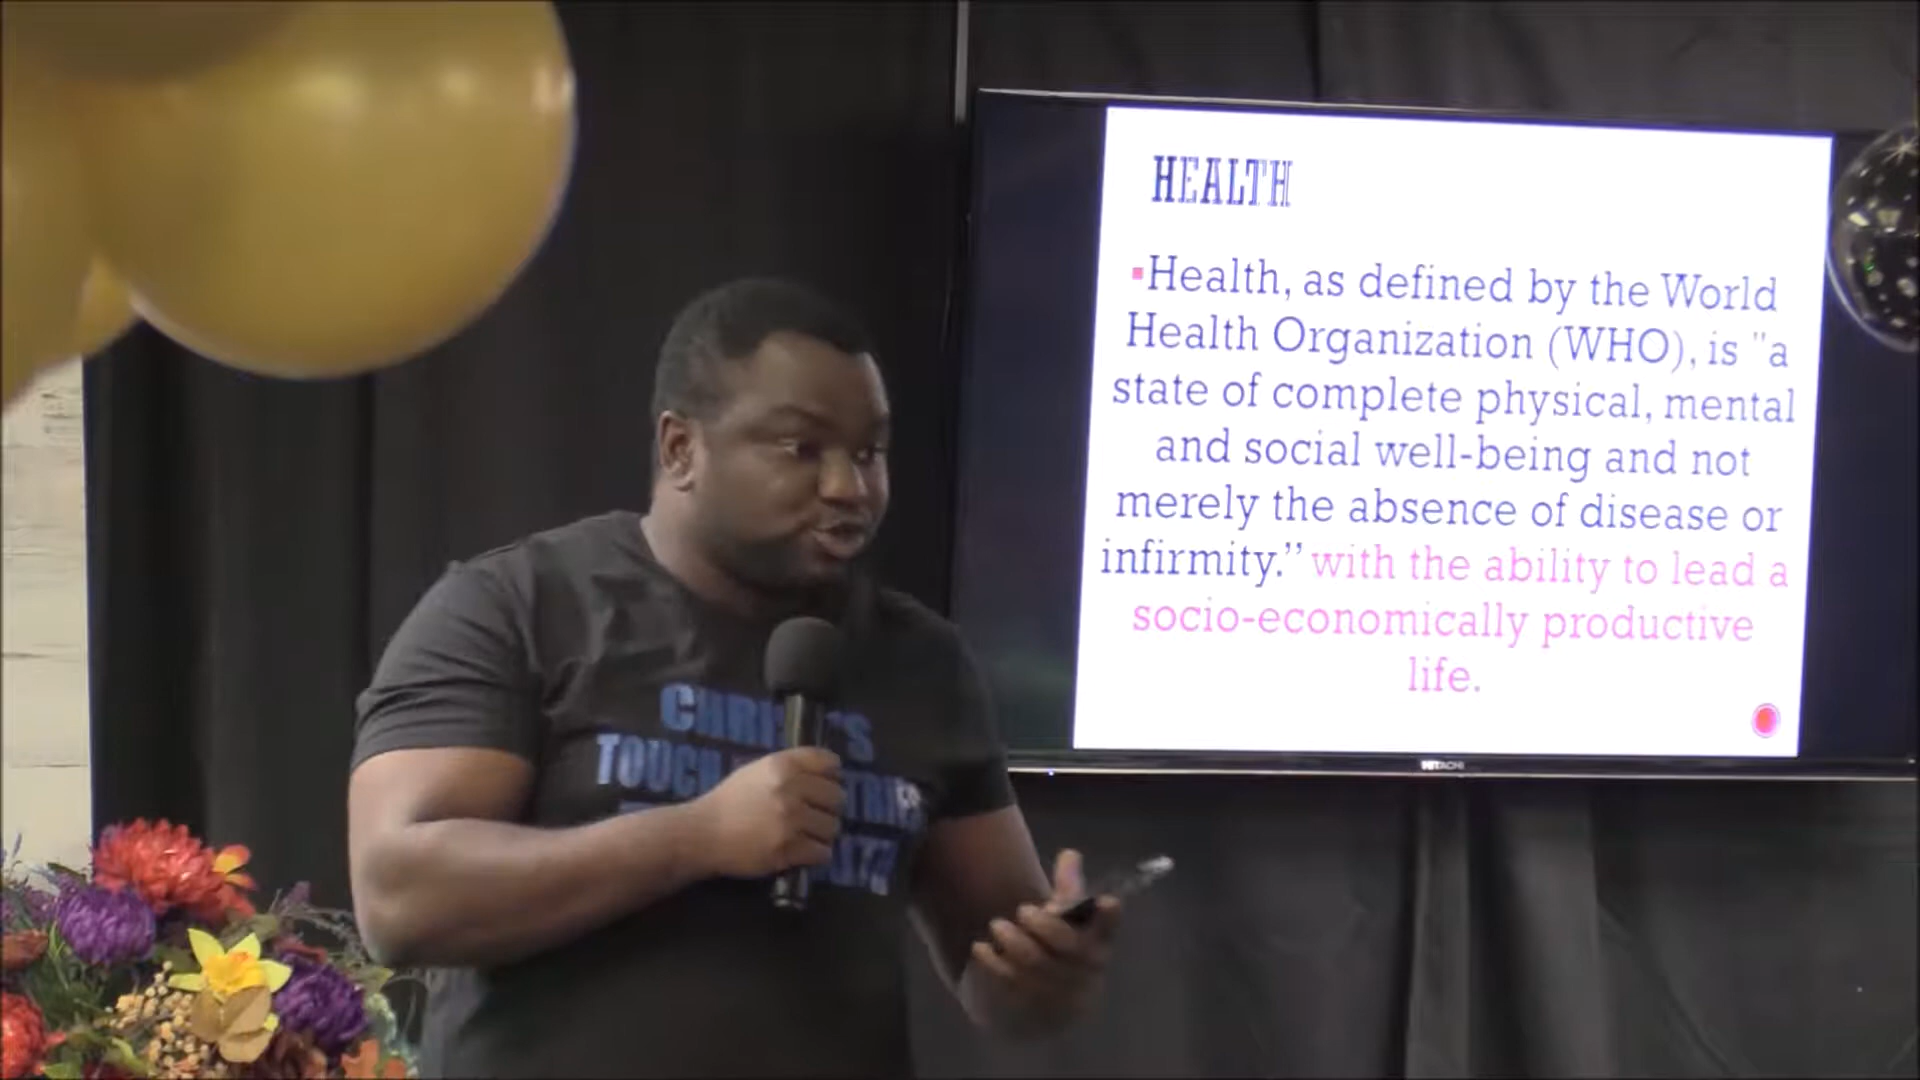 HEALTH
▪Health, as defined by the World
Health Organization (WHO), is "a
state of complete physical, mental
and social well-being and not
merely the absence of disease or
infirmity.” with the ability to lead a
socio-economically productive
life.
HITACHI
TOUCH